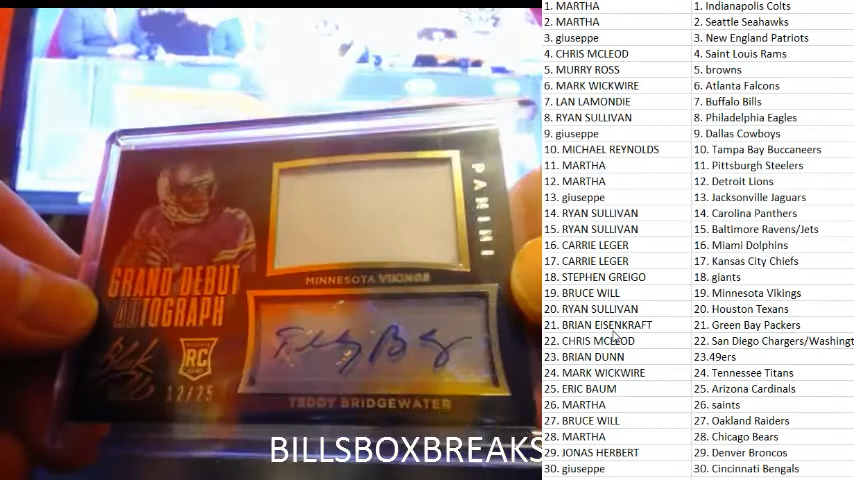 PANINI
MINNESOTA VIKINGS
GRAND DEBUT
AUTOGRAPH
RC
12/25
TEDDY BRIDGEWATER
BILLSBOXBREAKS
1. MARTHA 1. Indianapolis Colts
2. MARTHA 2. Seattle Seahawks
3. giuseppe 3. New England Patriots
4. CHRIS MCLEOD 4. Saint Louis Rams
5. MURRY ROSS 5. browns
6. MARK WICKWIRE 6. Atlanta Falcons
7. LAN LAMONDIE 7. Buffalo Bills
8. RYAN SULLIVAN 8. Philadelphia Eagles
9. giuseppe 9. Dallas Cowboys
10. MICHAEL REYNOLDS 10. Tampa Bay Buccaneers
11. MARTHA 11. Pittsburgh Steelers
12. MARTHA 12. Detroit Lions
13. giuseppe 13. Jacksonville Jaguars
14. RYAN SULLIVAN 14. Carolina Panthers
15. RYAN SULLIVAN 15. Baltimore Ravens/Jets
16. CARRIE LEGER 16. Miami Dolphins
17. CARRIE LEGER 17. Kansas City Chiefs
18. STEPHEN GREIGO 18. giants
19. BRUCE WILL 19. Minnesota Vikings
20. RYAN SULLIVAN 20. Houston Texans
21. BRIAN EISENKRAFT 21. Green Bay Packers
22. CHRIS MCLEOD 22. San Diego Chargers/Washingt
23. BRIAN DUNN 23.49ers
24. MARK WICKWIRE 24. Tennessee Titans
25. ERIC BAUM 25. Arizona Cardinals
26. MARTHA 26. saints
27. BRUCE WILL 27. Oakland Raiders
28. MARTHA 28. Chicago Bears
29. JONAS HERBERT 29. Denver Broncos
30. giuseppe 30. Cincinnati Bengals